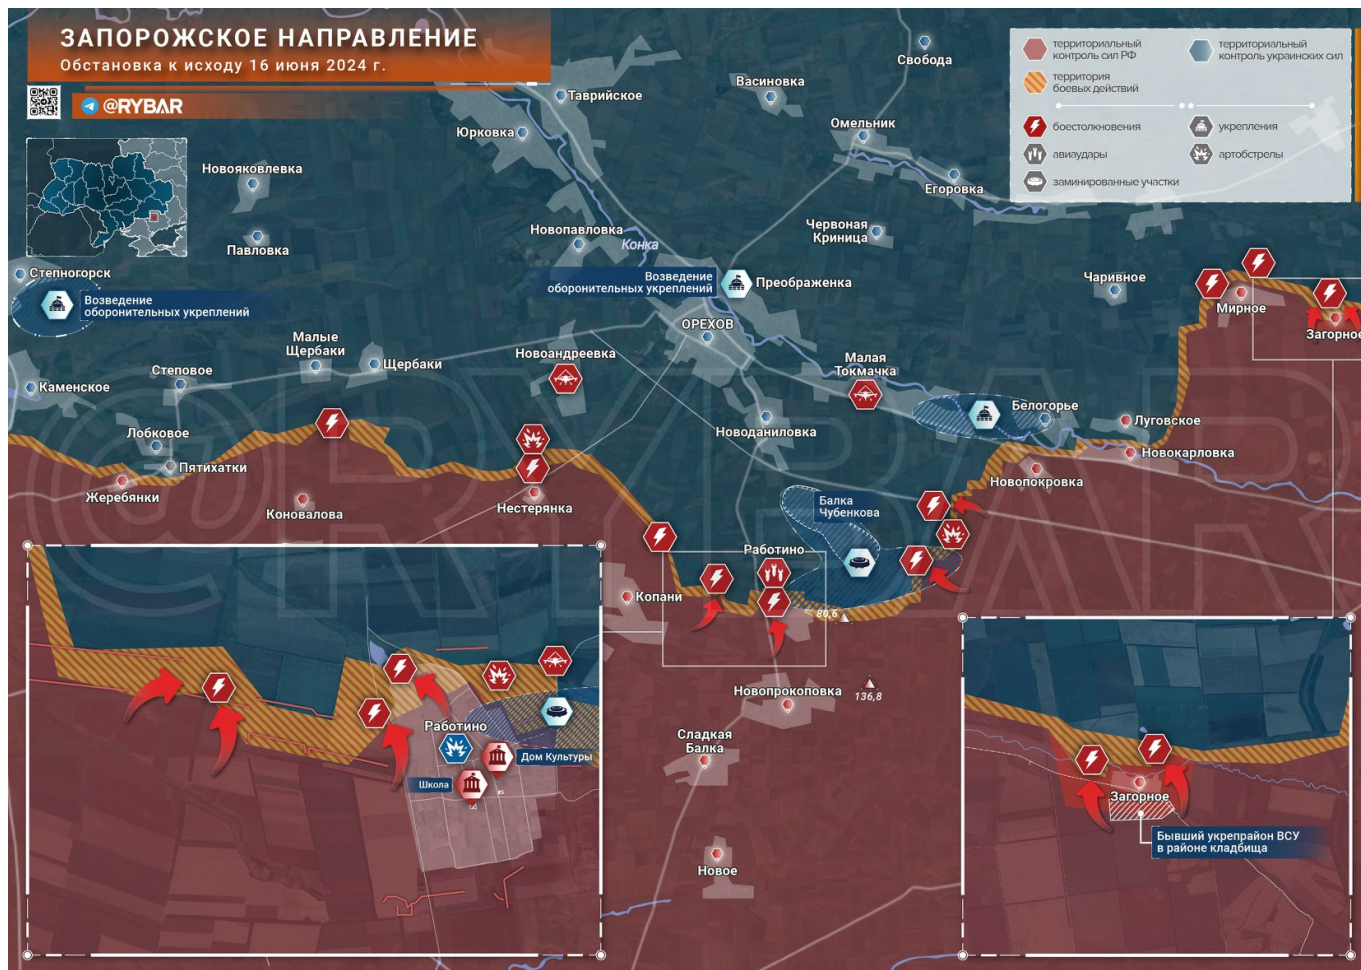 ЗАПОРОЖСКОЕ НАПРАВЛЕНИЕ
Обстановка к исходу 16 июня 2024 г.
@RYBAR
территориальный
контроль сил РФ
территориальный
контроль украинских сил
территория
боевых действий
боестолкновения
укрепления
авиаудары
артобстрелы
заминированные участки
Свобода
Васиновка
Таврийское
Юрковка
Омельник
Новояковлевка
Егоровка
Павловка
Новопавловка
Конка
Червоная
Криница
Степногорск
Возведение
оборонительных укреплений
Возведение
оборонительных укреплений
Преображенка
Чаривное
Мирное
Загорное
ОРЕХОВ
Малые
Щербаки
Щербаки
Новоандреевка
Малая
Токмачка
Степовое
Каменское
Белогорье
Луговское
Лобковое
Новоданиловка
Пятихатки
Новокарловка
Жеребянки
Новопокровка
Коновалова
Нестерянка
Балка
Чубенкова
@RYBAR
Работино
Копани
80,6
Новопрокоповка
136,8
Сладкая
Балка
Новое
Работино
Дом Культуры
Школа
Загорное
Бывший укрепрайон ВСУ
в районе кладбища